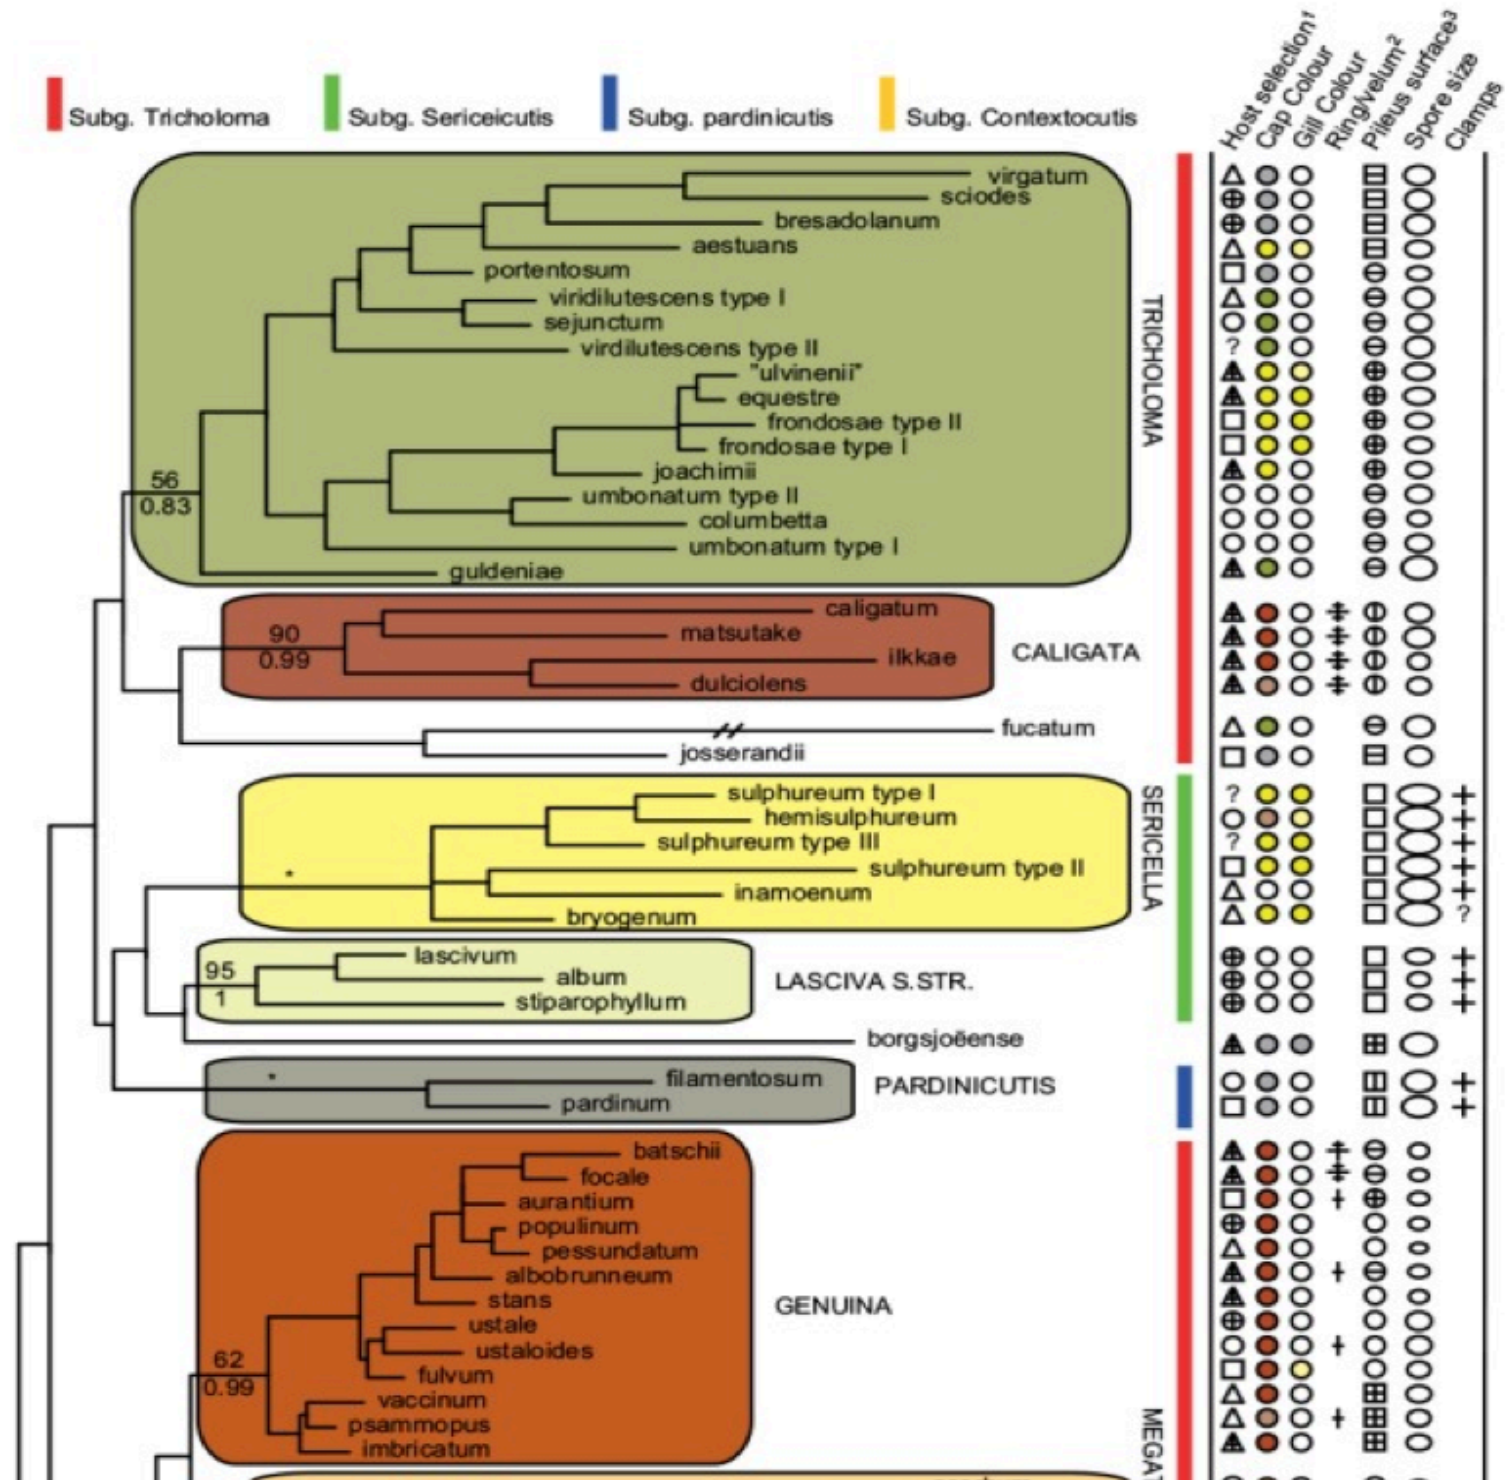 Host selection¹
Cap Colour
Gill Colour
Ring/velum²
Pileus surface³
Spore size
Clamps
Subg. Tricholoma
Subg. Sericeicutis
Subg. pardinicutis
Subg. Contextocutis
virgatum
sciodes
bresadolanum
aestuans
portentosum
viridilutescens type I
sejunctum
virdilutescens type II
?
"ulvinenii"
equestre
frondosae type II
frondosae type I
joachimii
umbonatum type II
columbetta
umbonatum type I
guldeniae
56
0.83
TRICHOLOMA
caligatum
matsutake
ilkkae
dulciolens
90
0.99
CALIGATA
fucatum
josserandii
sulphureum type I
?
+
hemisulphureum
+
sulphureum type III
?
+
sulphureum type II
+
inamoenum
+
bryogenum
?
*
SERICELLA
lascivum
+
album
+
stiparophyllum
+
95
1
LASCIVA S.STR.
borgsjoëense
*
filamentosum
+
pardinum
+
PARDINICUTIS
batschii
focale
aurantium
populinum
pessundatum
albobrunneum
stans
ustale
ustaloides
fulvum
vaccinum
psammopus
imbricatum
62
0.99
GENUINA
MEGAT